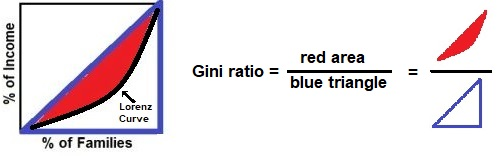 % of Income
Lorenz
Curve
% of Families
Gini ratio = red area
blue triangle
=